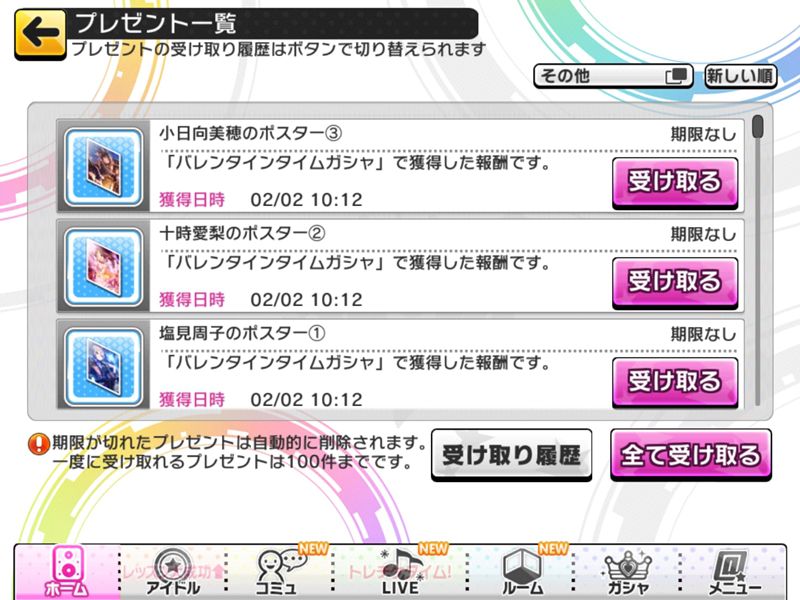 プレゼント一覧
プレゼントの受け取り履歴はボタンで切り替えられます
その他
新しい順
小日向美穂のポスター③
期限なし
「バレンタインタイムガシャ」で獲得した報酬です。
獲得日時 02/02 10:12
受け取る
十時愛梨のポスター②
期限なし
「バレンタインタイムガシャ」で獲得した報酬です。
獲得日時 02/02 10:12
受け取る
塩見周子のポスター①
期限なし
「バレンタインタイムガシャ」で獲得した報酬です。
獲得日時 02/02 10:12
受け取る
期限が切れたプレゼントは自動的に削除されます。
一度に受け取れるプレゼントは100件までです。
受け取り履歴
全て受け取る
NEW NEW NEW
ホーム アイドル コミュ LIVE ルーム ガシャ メニュー